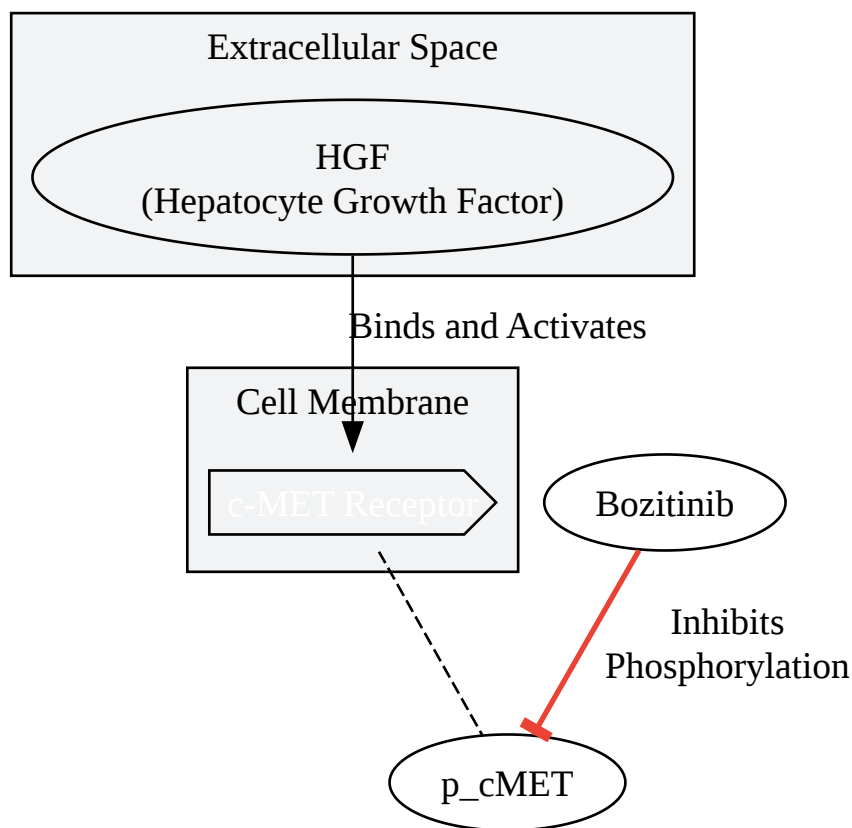 Extracellular Space
HGF
(Hepatocyte Growth Factor)
Binds and Activates
Cell Membrane
c-MET Receptor
Bozitinib
Inhibits
Phosphorylation
p_cMET